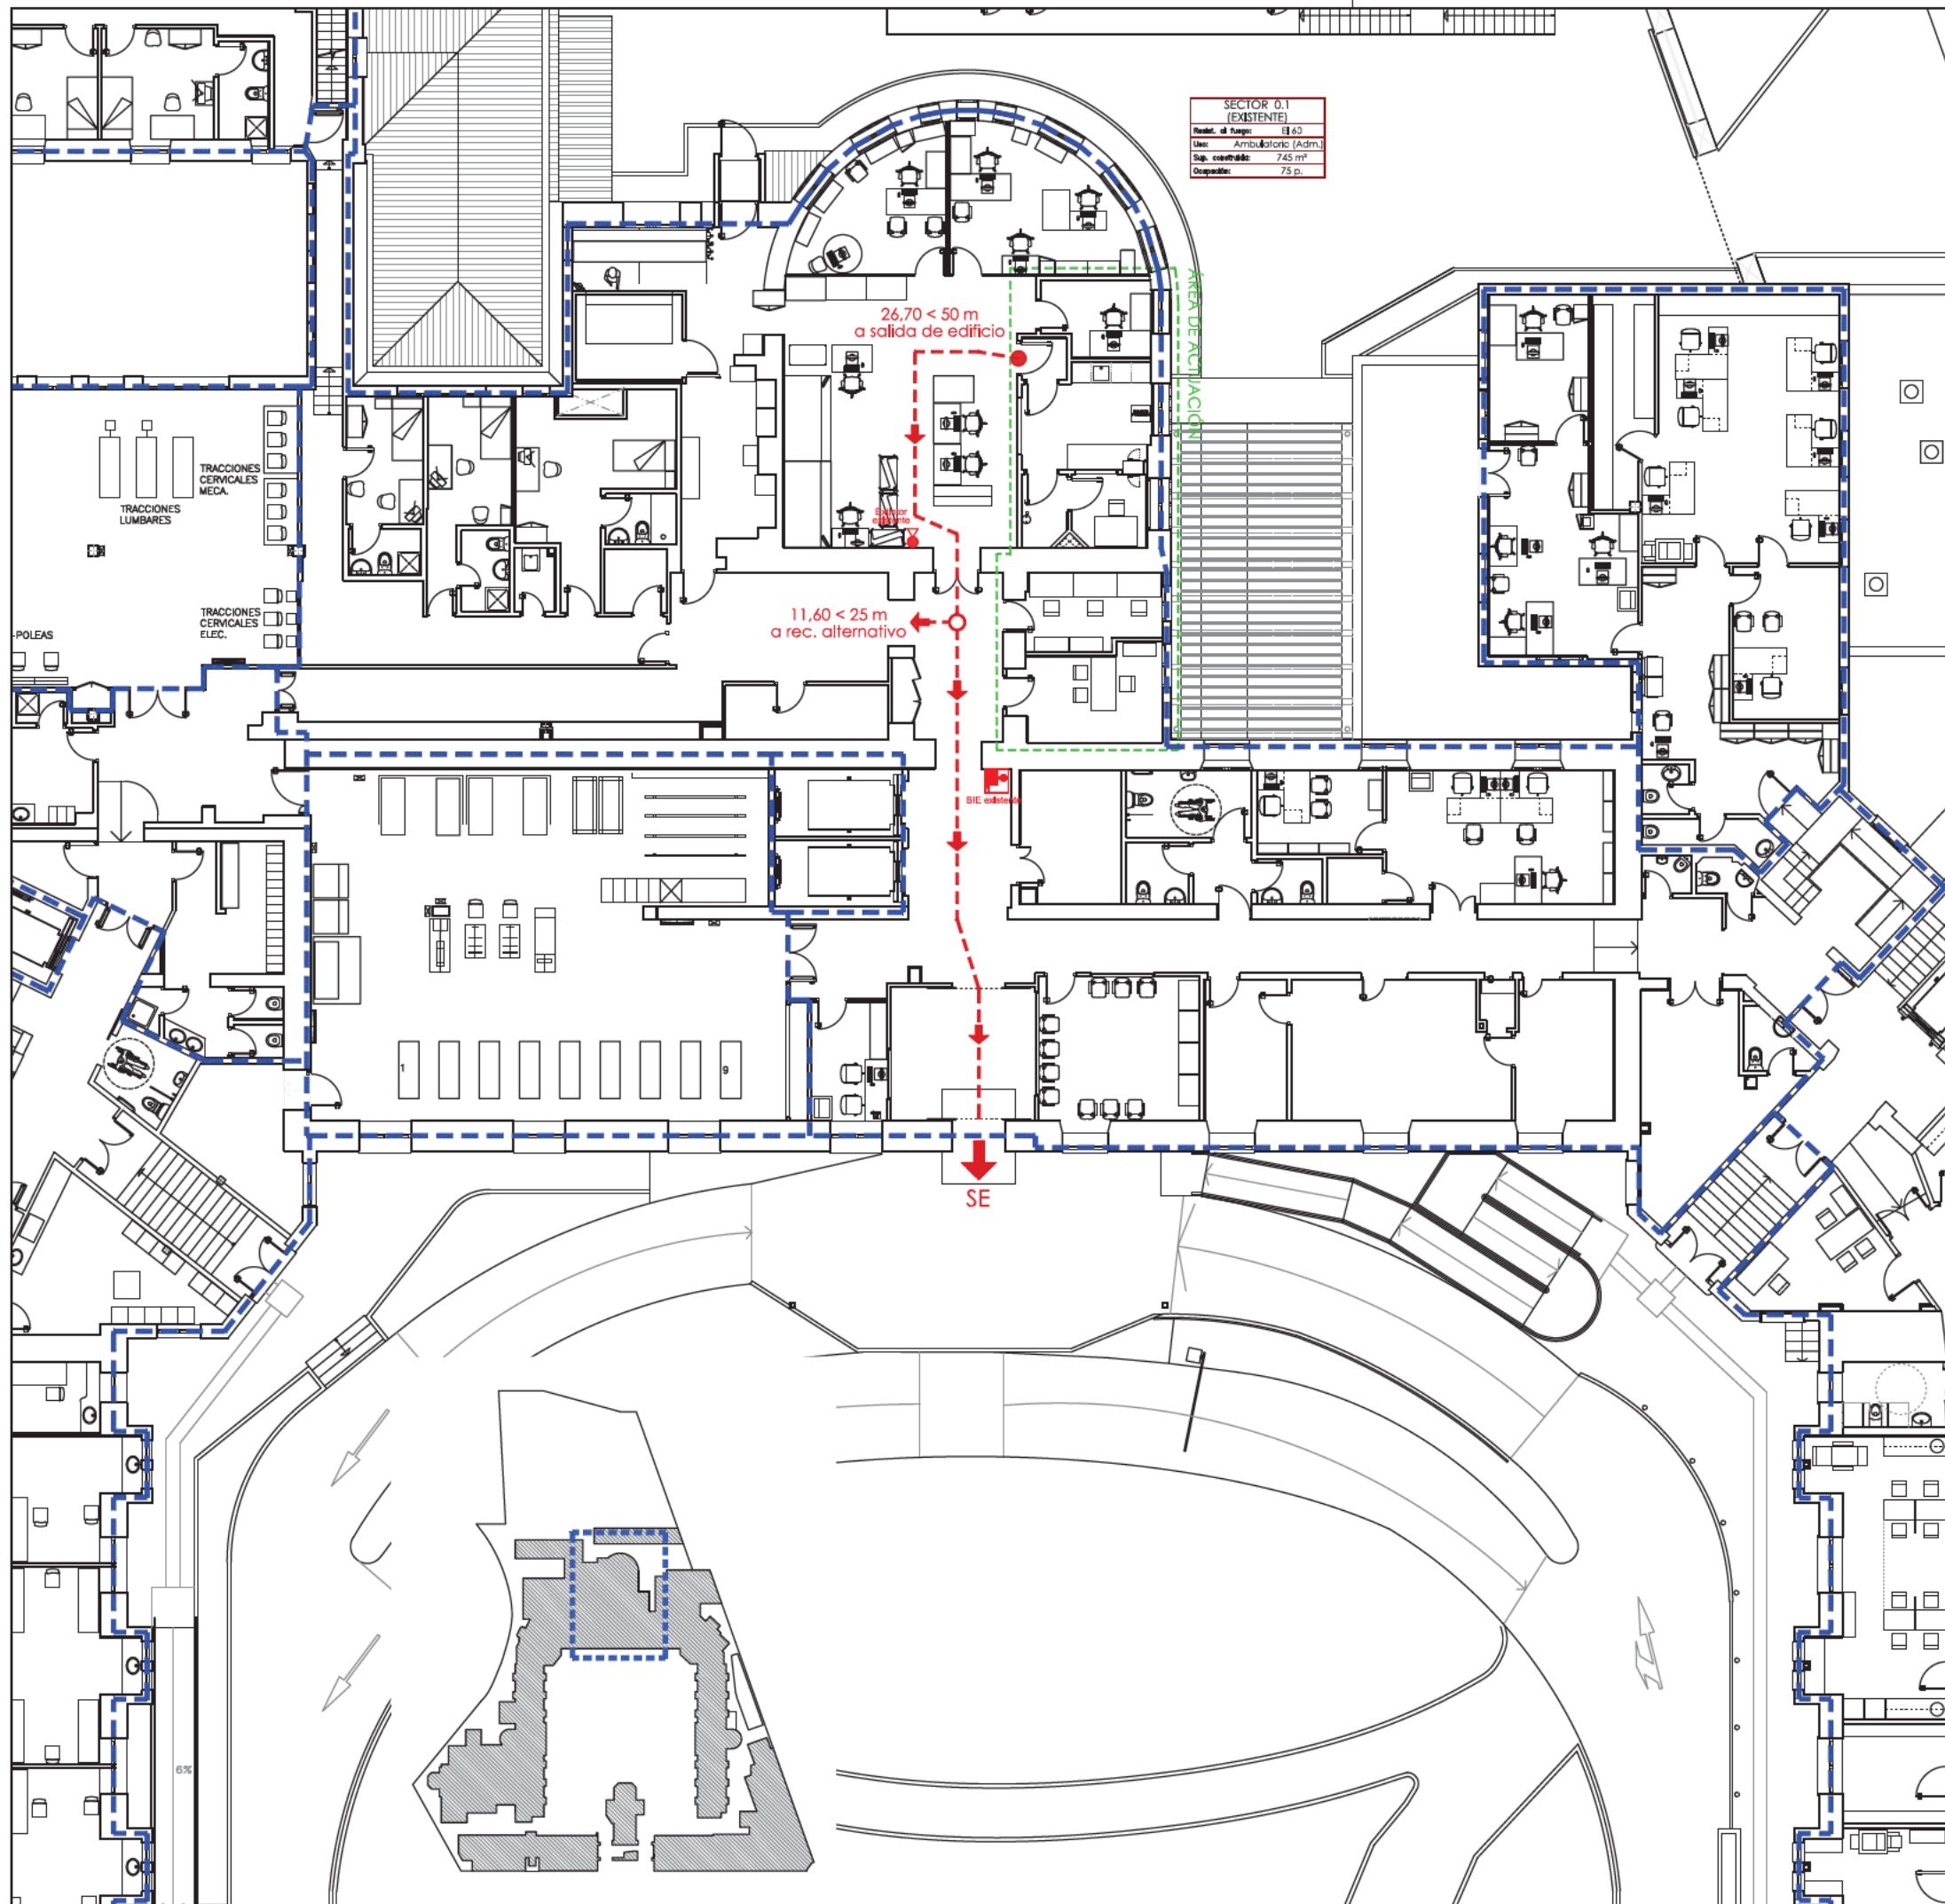 SECTOR 0.1
(EXISTENTE)
Resist. al fuego: EI 60
Uso: Ambulatorio (Adm.)
Sup. construida: 745 m²
Ocupación: 75 p.
ÁREA DE ACTUACIÓN
26,70 < 50 m
a salida de edificio
TRACCIONES
CERVICALES
MECA.
TRACCIONES
LUMBARES
Extintor
existente
TRACCIONES
CERVICALES
ELEC.
11,60 < 25 m
a rec. alternativo
-POLEAS
BIE existente
1
9
SE
6%